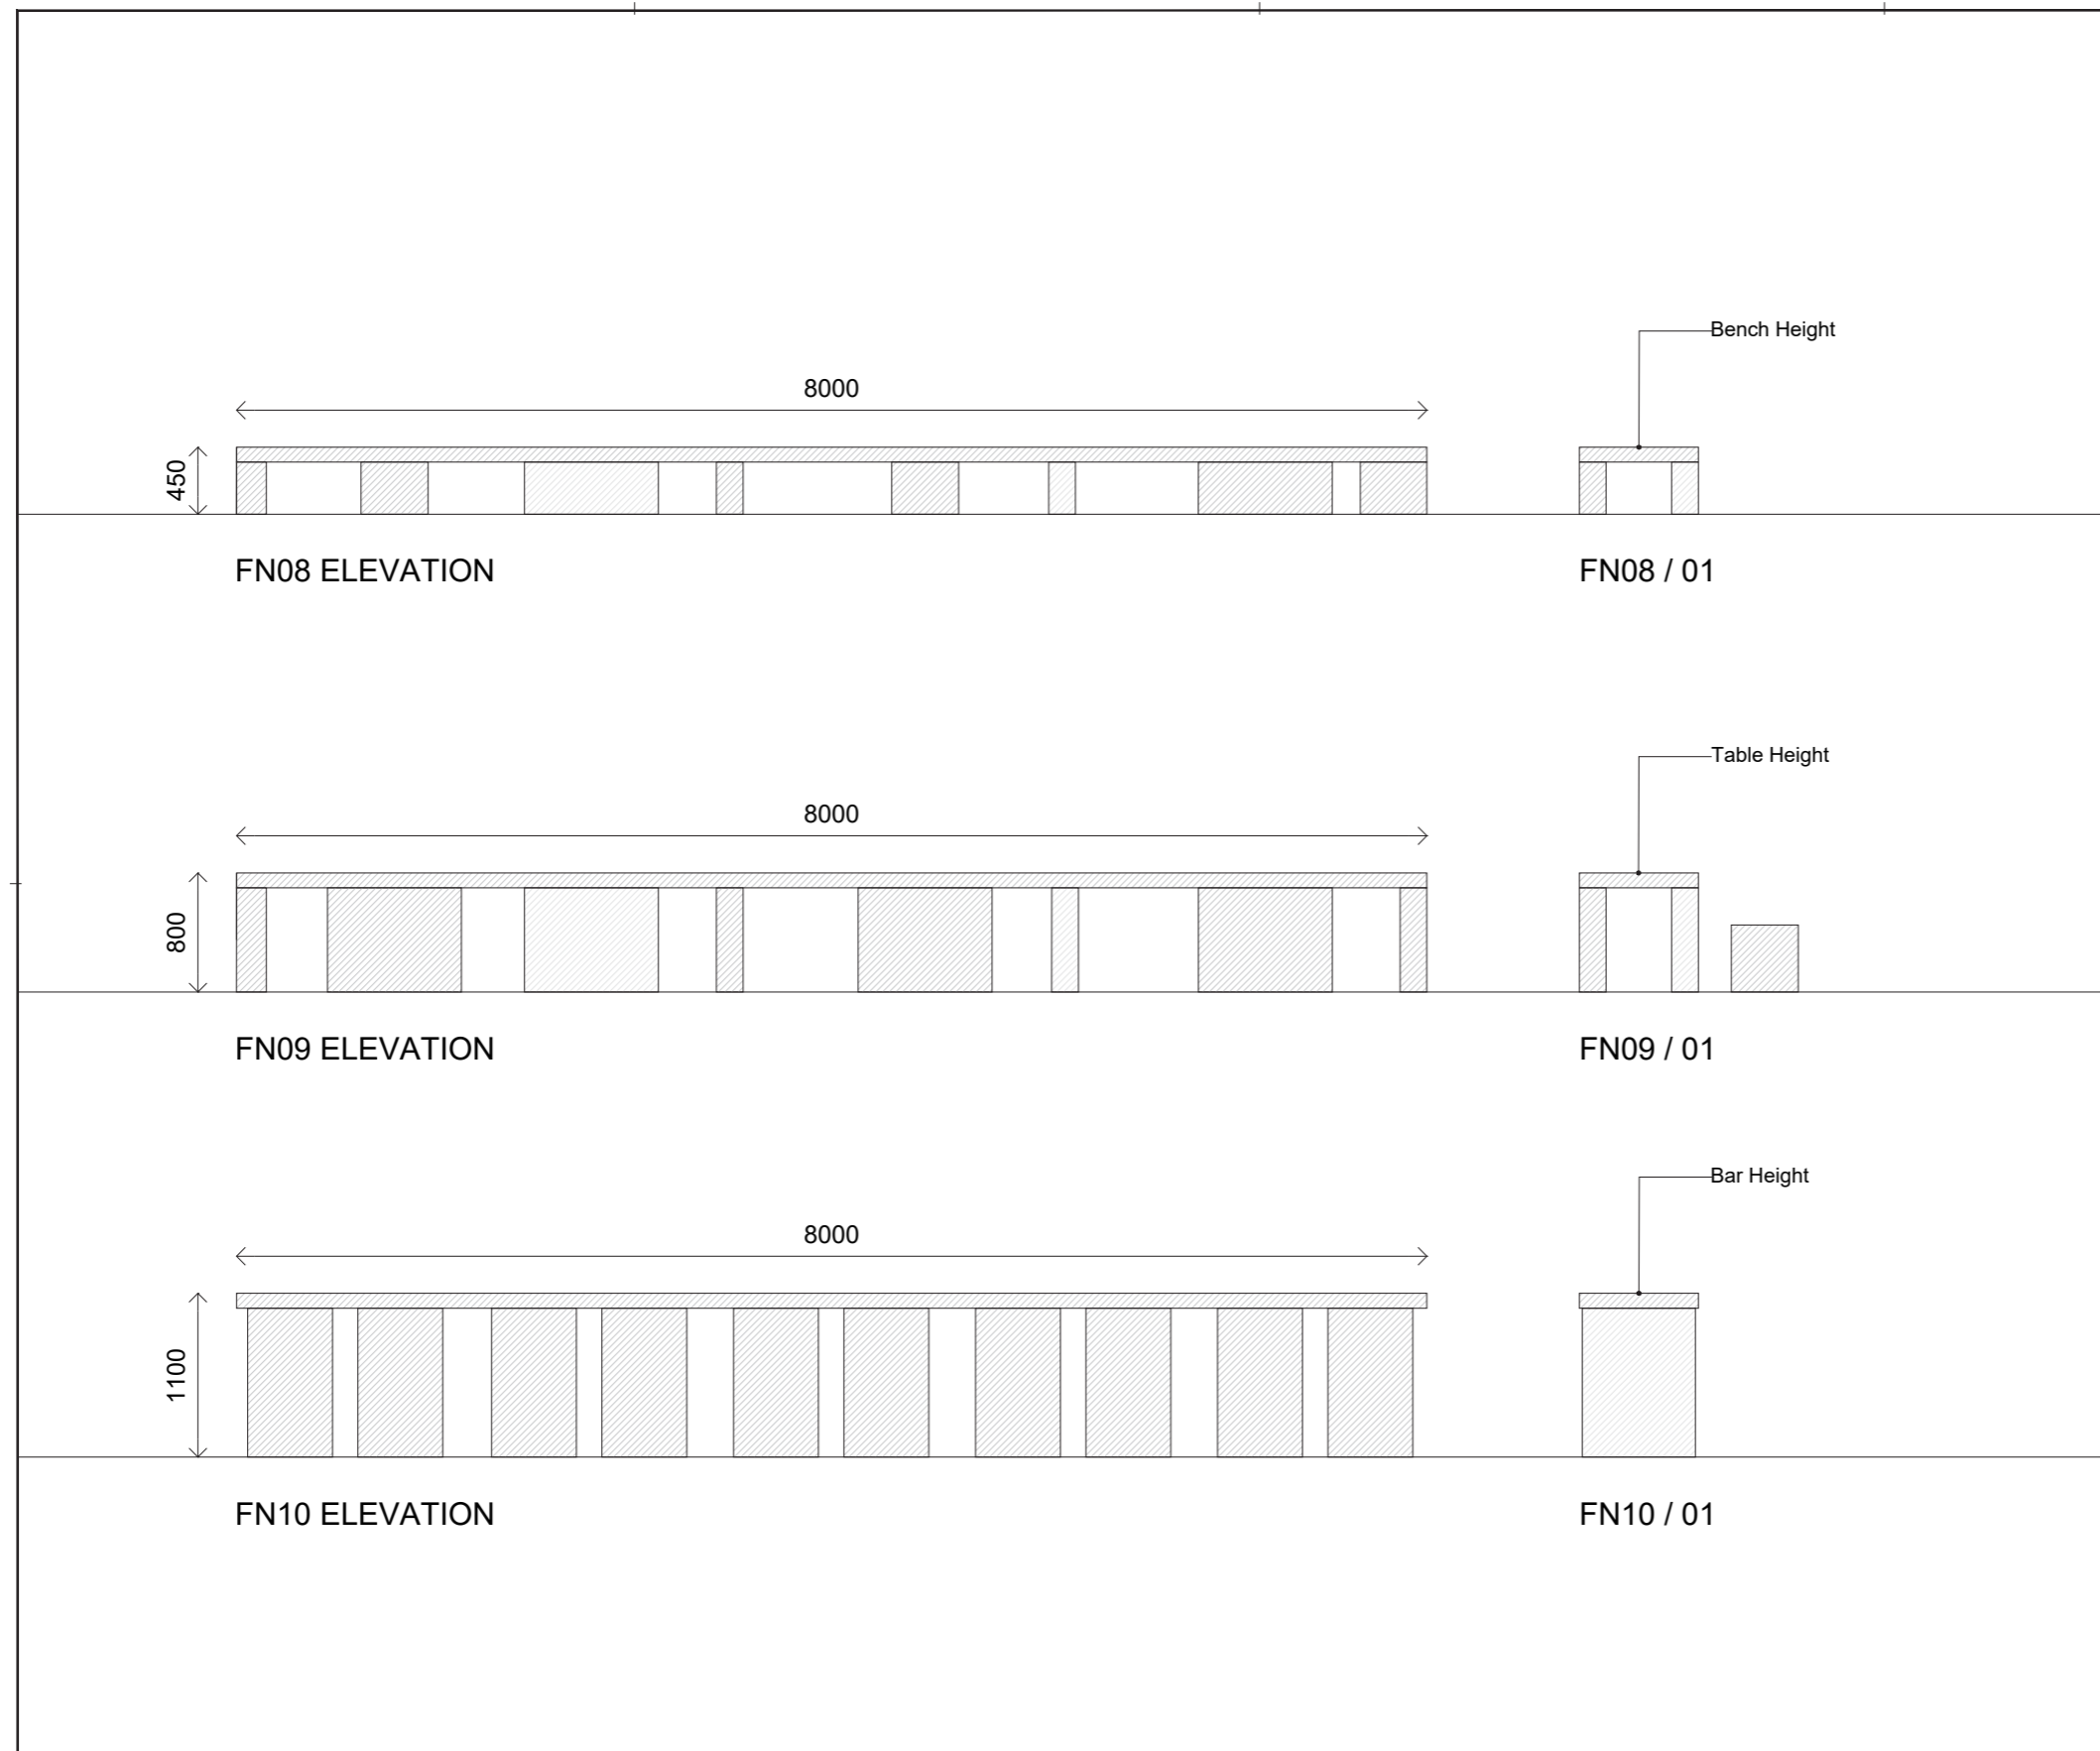 Bench Height
8000
450
FN08 ELEVATION
FN08 / 01
Table Height
8000
800
FN09 ELEVATION
FN09 / 01
Bar Height
8000
1100
FN10 ELEVATION
FN10 / 01